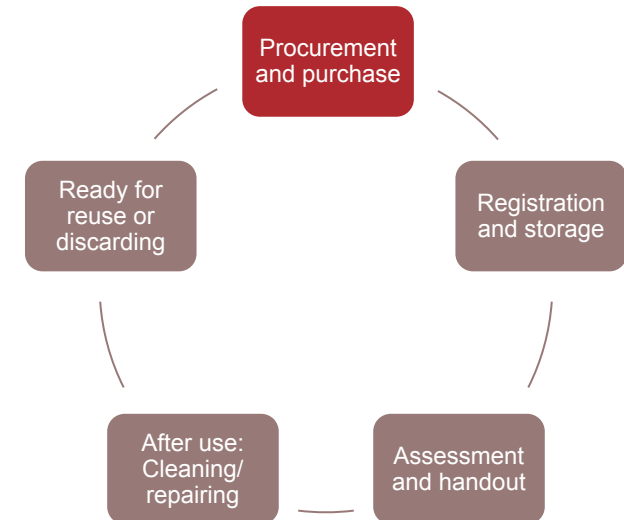 Procurement
and purchase
Registration
and storage
Assessment
and handout
After use:
Cleaning/
repairing
Ready for
reuse or
discarding